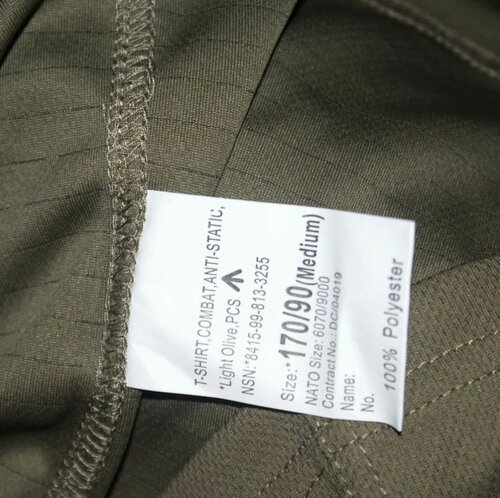 T-SHIRT,COMBAT,ANTI-STATIC,
*Light Olive,PCS
NSN:*8415-99-813-3255
Size:*170/90(Medium)
NATO Size: 6070/9000
Contract No.: DC/04019
Name:
No.
100% Polyester